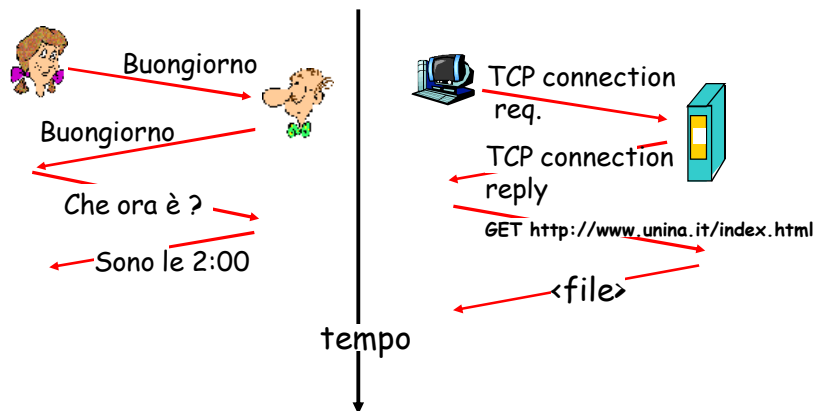 Buongiorno
Buongiorno
Che ora è ?
Sono le 2:00
tempo
TCP connection
req.
TCP connection
reply
GET http://www.unina.it/index.html
<file>